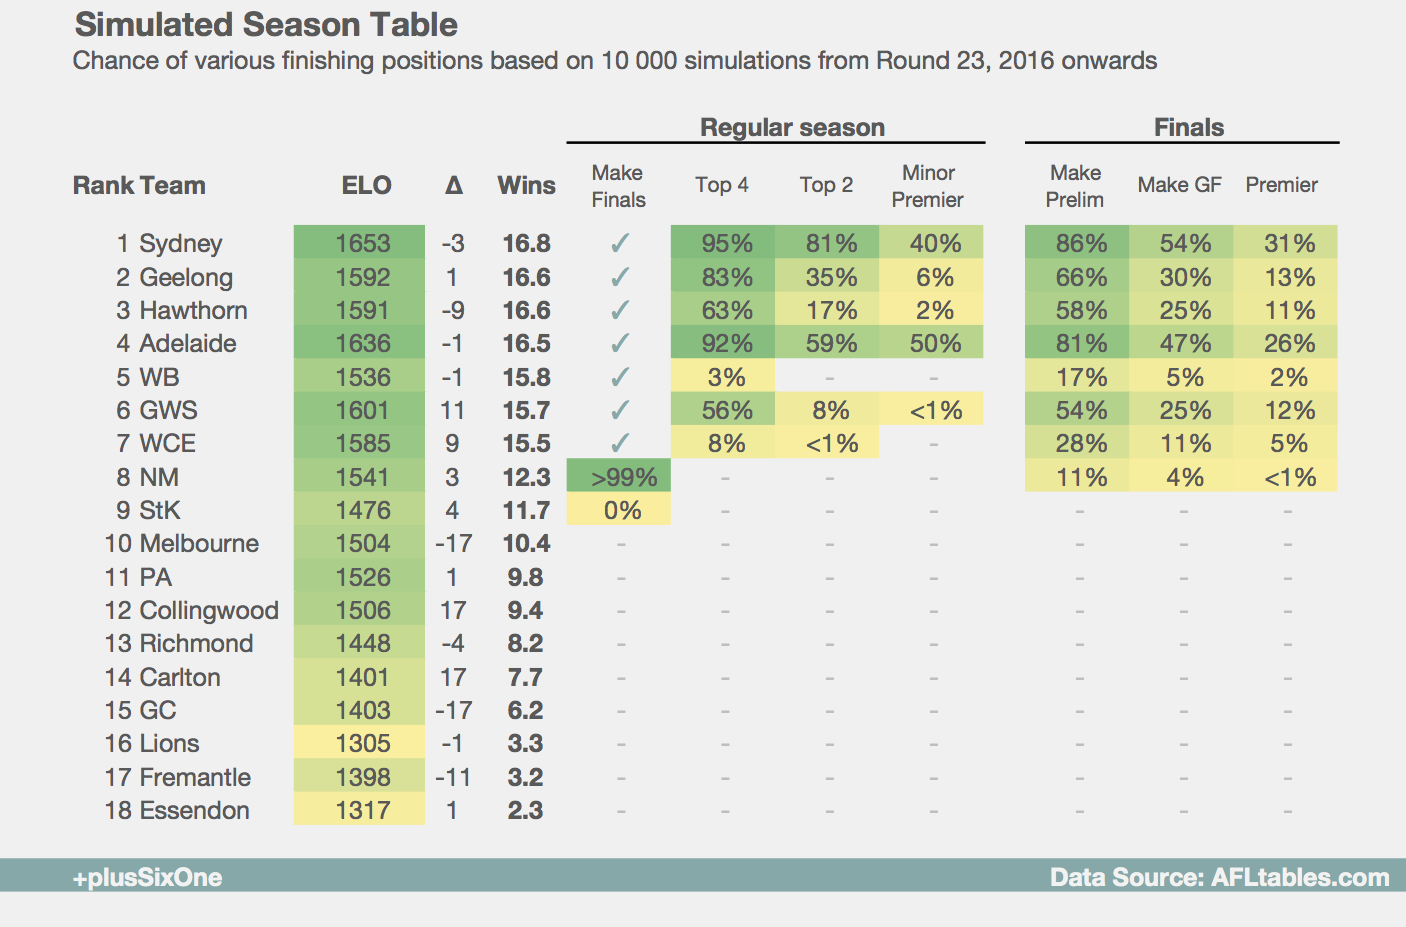 Simulated Season Table
Chance of various finishing positions based on 10 000 simulations from Round 23, 2016 onwards
Regular season Finals
Rank Team ELO Δ Wins Make Finals Top 4 Top 2 Minor Premier Make Prelim Make GF Premier
1 Sydney 1653 -3 16.8 ✓ 95% 81% 40% 86% 54% 31%
2 Geelong 1592 1 16.6 ✓ 83% 35% 6% 66% 30% 13%
3 Hawthorn 1591 -9 16.6 ✓ 63% 17% 2% 58% 25% 11%
4 Adelaide 1636 -1 16.5 ✓ 92% 59% 50% 81% 47% 26%
5 WB 1536 -1 15.8 ✓ 3% - - 17% 5% 2%
6 GWS 1601 11 15.7 ✓ 56% 8% <1% 54% 25% 12%
7 WCE 1585 9 15.5 ✓ 8% <1% - 28% 11% 5%
8 NM 1541 3 12.3 >99% - - - 11% 4% <1%
9 StK 1476 4 11.7 0% - - - - - -
10 Melbourne 1504 -17 10.4 - - - - - - -
11 PA 1526 1 9.8 - - - - - - -
12 Collingwood 1506 17 9.4 - - - - - - -
13 Richmond 1448 -4 8.2 - - - - - - -
14 Carlton 1401 17 7.7 - - - - - - -
15 GC 1403 -17 6.2 - - - - - - -
16 Lions 1305 -1 3.3 - - - - - - -
17 Fremantle 1398 -11 3.2 - - - - - - -
18 Essendon 1317 1 2.3 - - - - - - -
+plusSixOne Data Source: AFLtables.com